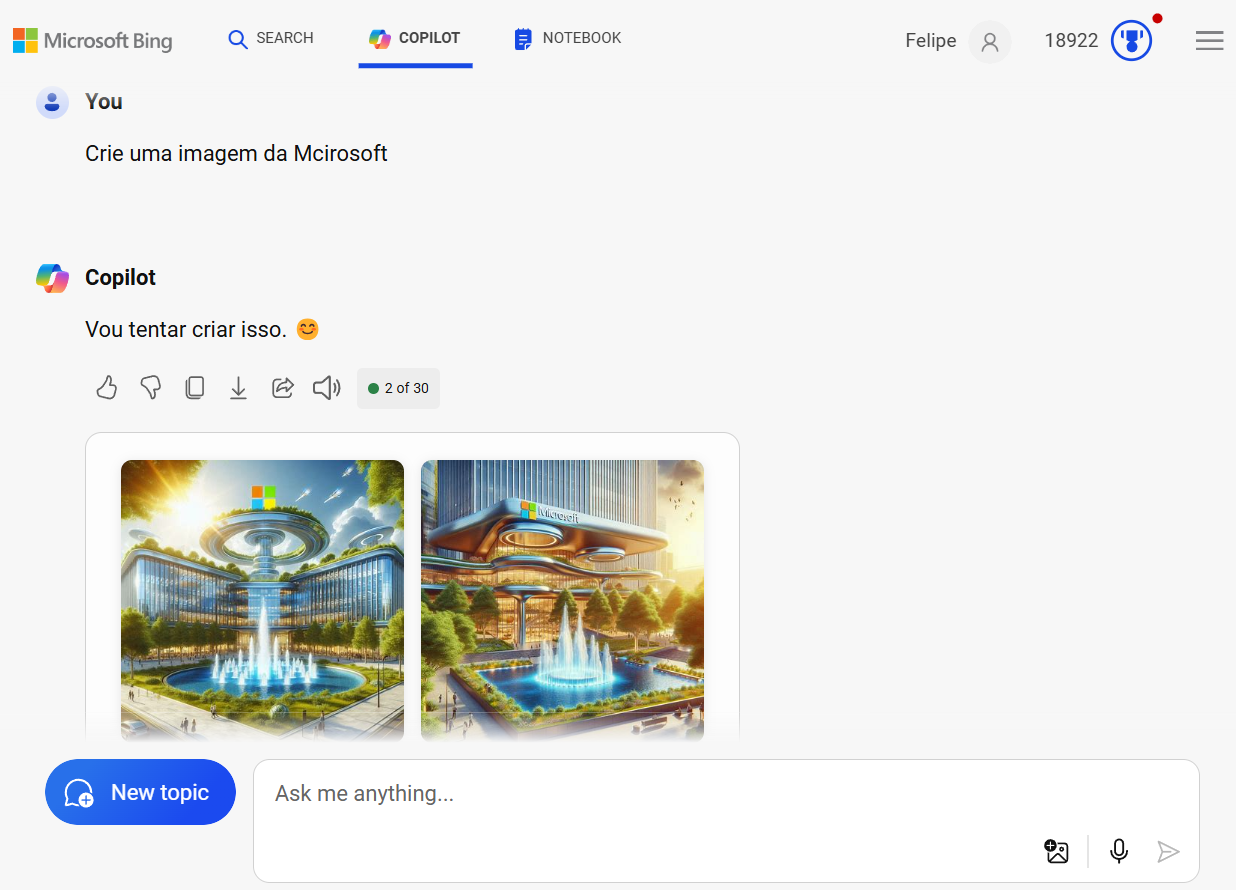 Microsoft Bing
SEARCH
COPILOT
NOTEBOOK
Felipe
18922
You
Crie uma imagem da Mcirosoft
Copilot
Vou tentar criar isso. 😊
2 of 30
Microsoft
New topic
Ask me anything...